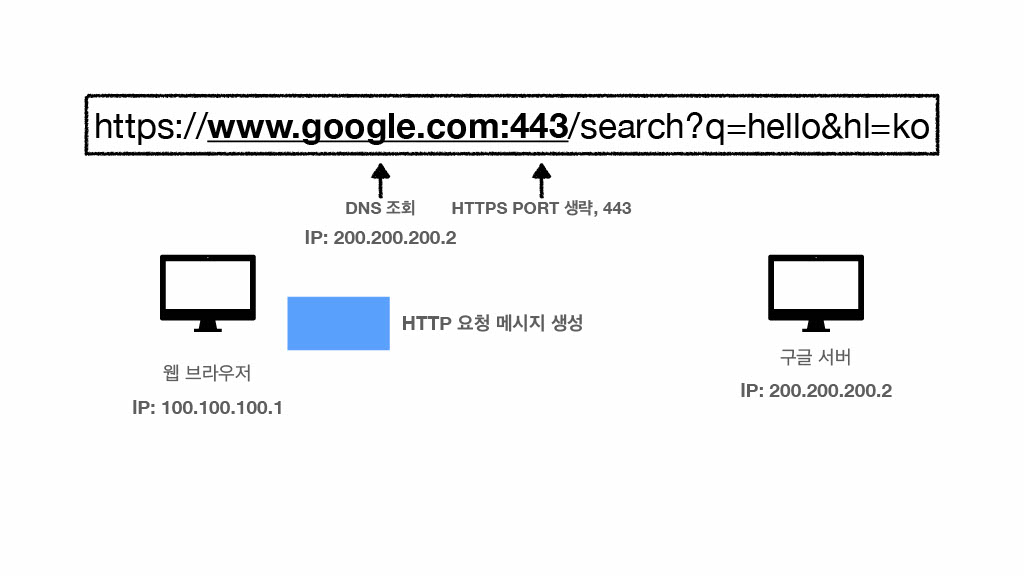 https://www.google.com:443/search?q=hello&hl=ko
DNS 조회
HTTPS PORT 생략, 443
IP: 200.200.200.2
HTTP 요청 메시지 생성
웹 브라우저
IP: 100.100.100.1
구글 서버
IP: 200.200.200.2